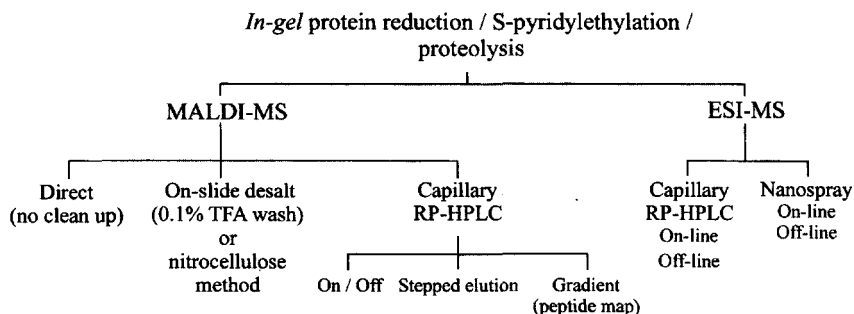 In-gel protein reduction / S-pyridylethylation /
proteolysis
MALDI-MS
ESI-MS
Direct
(no clean up)
On-slide desalt
(0.1% TFA wash)
or
nitrocellulose
method
Capillary
RP-HPLC
Capillary
RP-HPLC
On-line
Off-line
Nanospray
On-line
Off-line
On / Off
Stepped elution
Gradient
(peptide map)